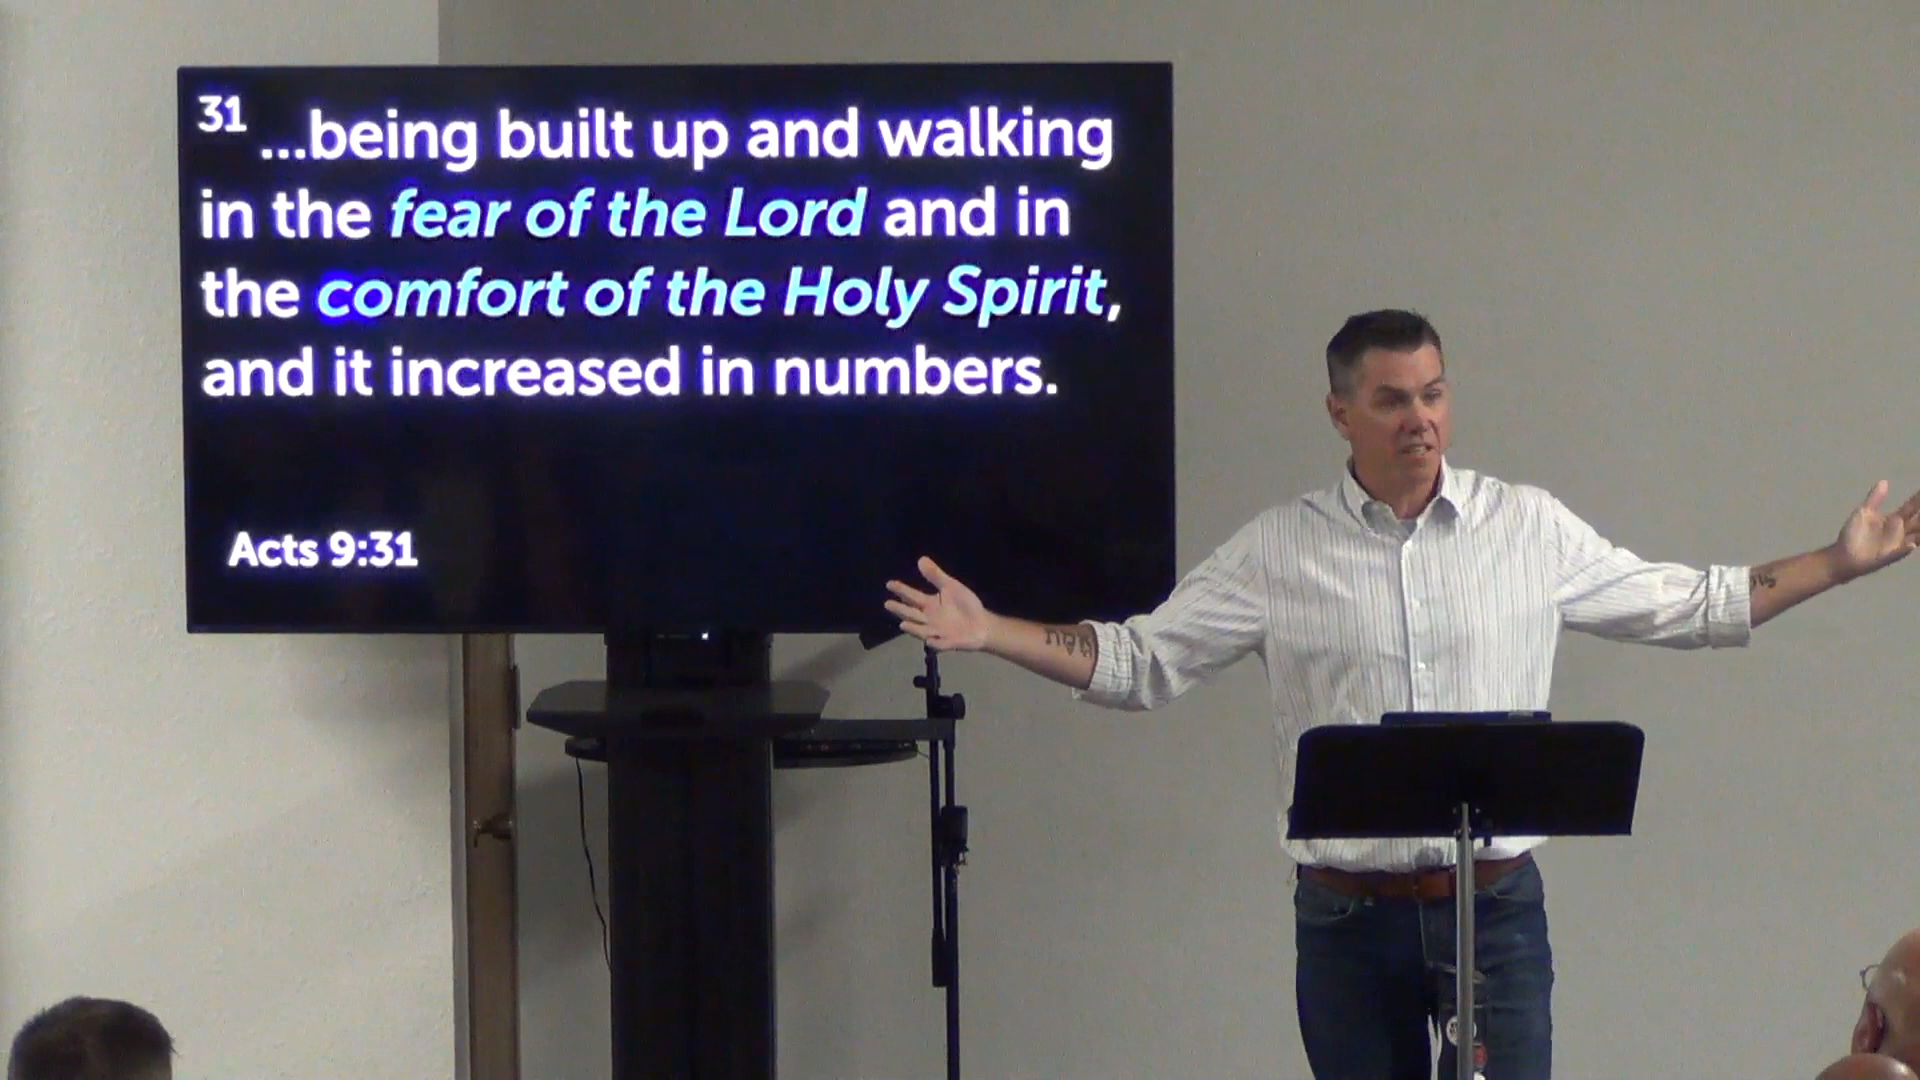 31 ...being built up and walking
in the fear of the Lord and in
the comfort of the Holy Spirit,
and it increased in numbers.
Acts 9:31